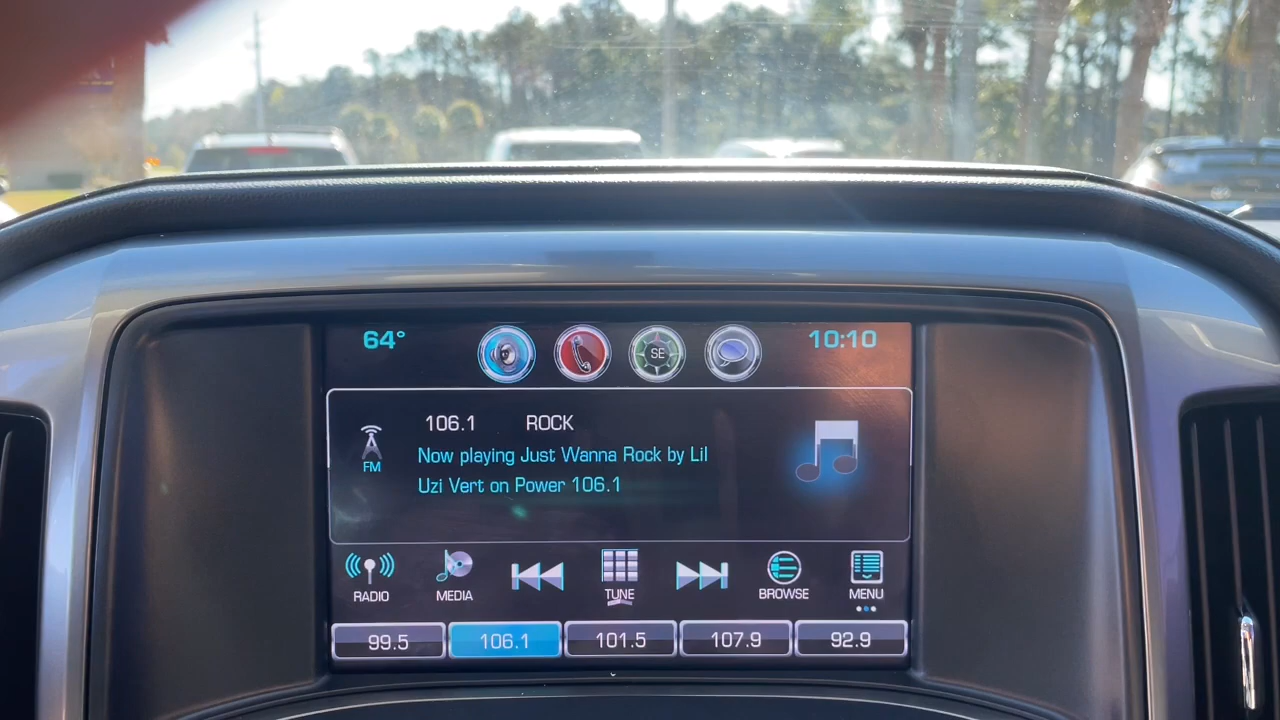 64°
SE
10:10
106.1 ROCK
Now playing Just Wanna Rock by Lil
Uzi Vert on Power 106.1
FM
RADIO
MEDIA
TUNE
BROWSE
MENU
99.5
106.1
101.5
107.9
92.9